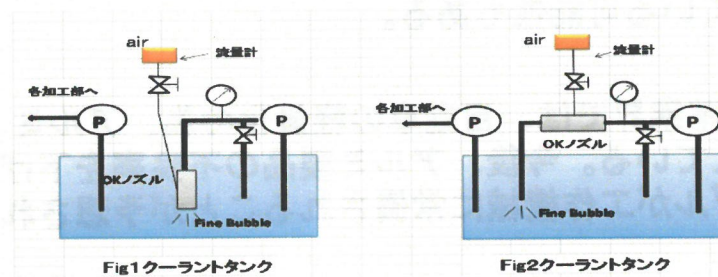 air
流量計
各加工部へ
P
P
OKノズル
Fine Bubble
Fig1クーラントタンク
air
流量計
各加工部へ
P
P
OKノズル
Fine Bubble
Fig2クーラントタンク